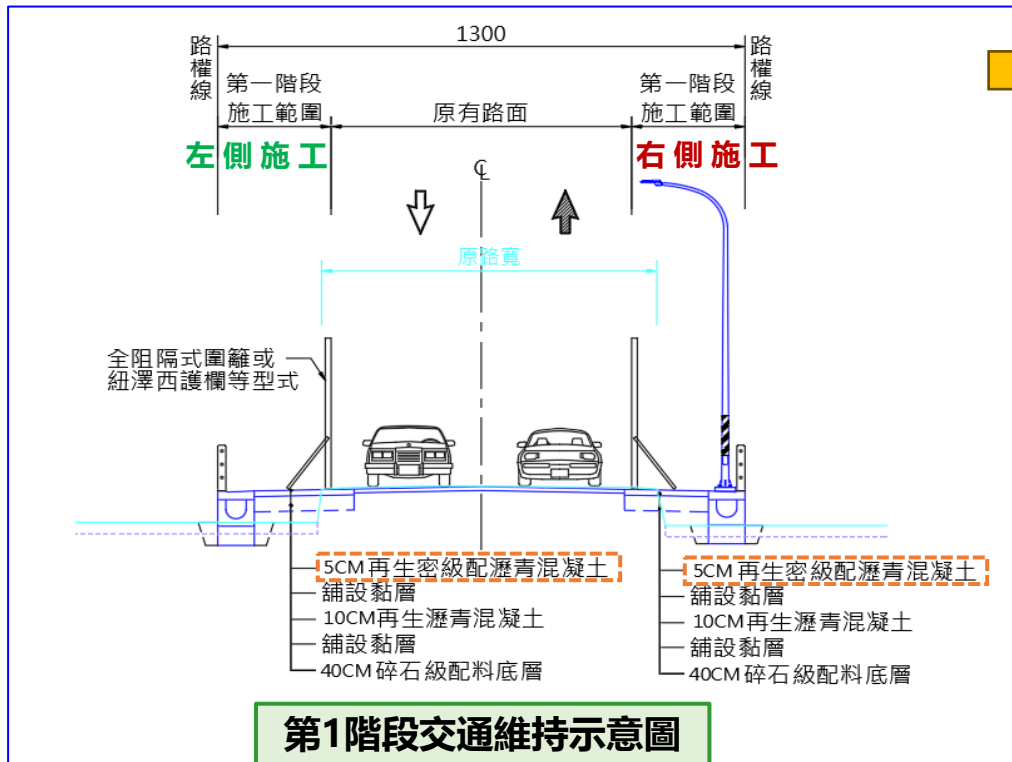 1300
路權線
第一階段
施工範圍
原有路面
第一階段
施工範圍
路權線
左側施工
右側施工
℄
原路寬
全阻隔式圍籬或
紐澤西護欄等型式
5CM再生密級配瀝青混凝土
舖設黏層
10CM再生瀝青混凝土
舖設黏層
40CM碎石級配料底層
5CM再生密級配瀝青混凝土
舖設黏層
10CM再生瀝青混凝土
舖設黏層
40CM碎石級配料底層
第1階段交通維持示意圖